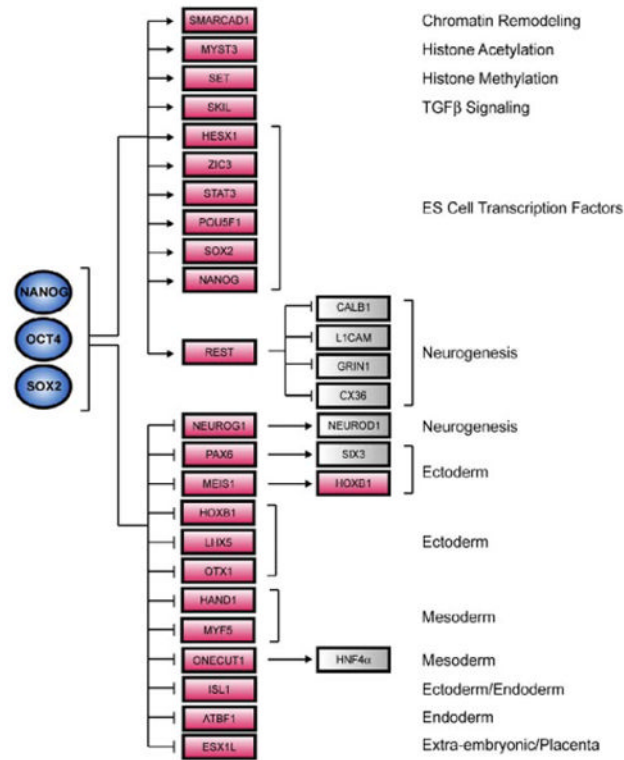 SMARCAD1 Chromatin Remodeling
MYST3 Histone Acetylation
SET Histone Methylation
SKIL TGFβ Signaling
HESX1
ZIC3
STAT3 ES Cell Transcription Factors
POU5F1
SOX2
NANOG
NANOG
OCT4
SOX2
CALB1
L1CAM
REST Neurogenesis
GRIN1
CX36
NEUROG1 NEUROD1 Neurogenesis
PAX6 SIX3
Ectoderm
MEIS1 HOXB1
HOXB1
LHX5 Ectoderm
OTX1
HAND1
Mesoderm
MYF5
ONECUT1 HNF4α Mesoderm
ISL1 Ectoderm/Endoderm
ATBF1 Endoderm
ESX1L Extra-embryonic/Placenta